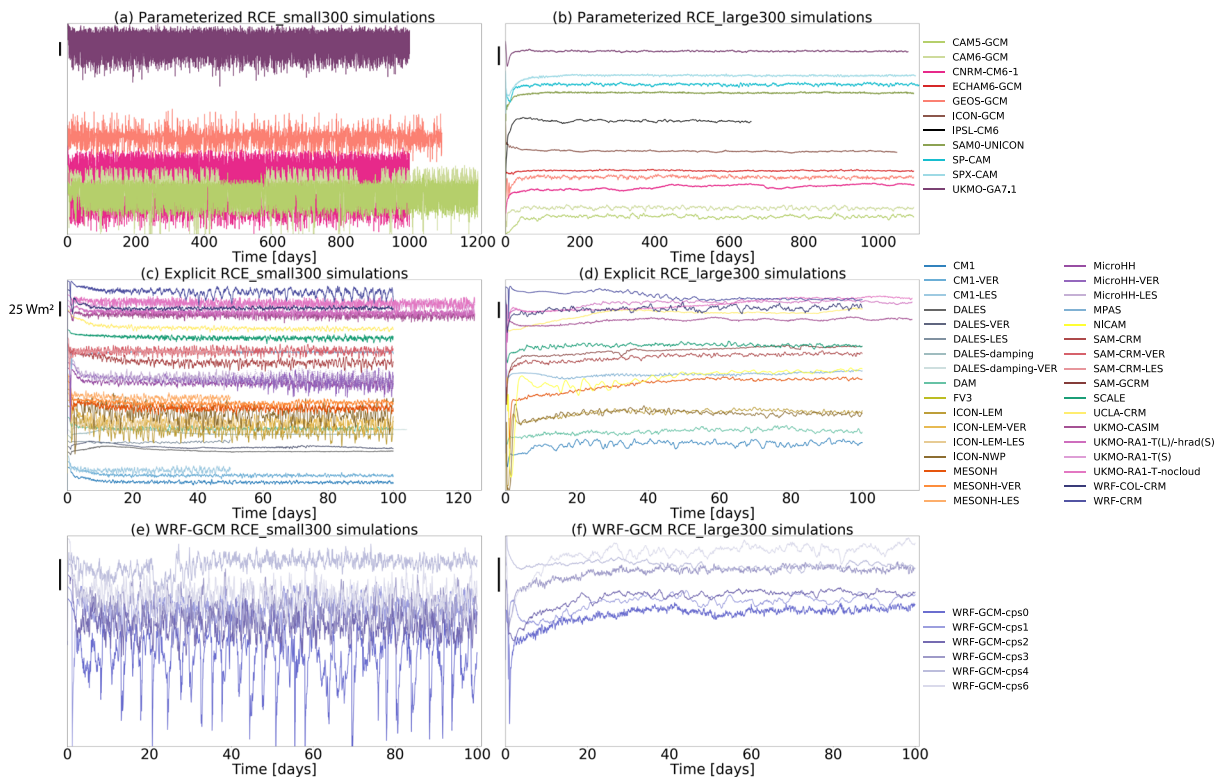 (a) Parameterized RCE_small300 simulations
0 200 400 600 800 1000 1200
Time [days]
(b) Parameterized RCE_large300 simulations
0 200 400 600 800 1000
Time [days]
CAM5-GCM
CAM6-GCM
CNRM-CM6-1
ECHAM6-GCM
GEOS-GCM
ICON-GCM
IPSL-CM6
SAM0-UNICON
SP-CAM
SPX-CAM
UKMO-GA7.1
(c) Explicit RCE_small300 simulations
25 Wm²
0 20 40 60 80 100 120
Time [days]
(d) Explicit RCE_large300 simulations
0 20 40 60 80 100
Time [days]
CM1
CM1-VER
CM1-LES
DALES
DALES-VER
DALES-LES
DALES-damping
DALES-damping-VER
DAM
FV3
ICON-LEM
ICON-LEM-VER
ICON-LEM-LES
ICON-NWP
MESONH
MESONH-VER
MESONH-LES
MicroHH
MicroHH-VER
MicroHH-LES
MPAS
NICAM
SAM-CRM
SAM-CRM-VER
SAM-CRM-LES
SAM-GCRM
SCALE
UCLA-CRM
UKMO-CASIM
UKMO-RA1-T(L)/-hrad(S)
UKMO-RA1-T(S)
UKMO-RA1-T-nocloud
WRF-COL-CRM
WRF-CRM
(e) WRF-GCM RCE_small300 simulations
0 20 40 60 80 100
Time [days]
(f) WRF-GCM RCE_large300 simulations
0 20 40 60 80 100
Time [days]
WRF-GCM-cps0
WRF-GCM-cps1
WRF-GCM-cps2
WRF-GCM-cps3
WRF-GCM-cps4
WRF-GCM-cps6